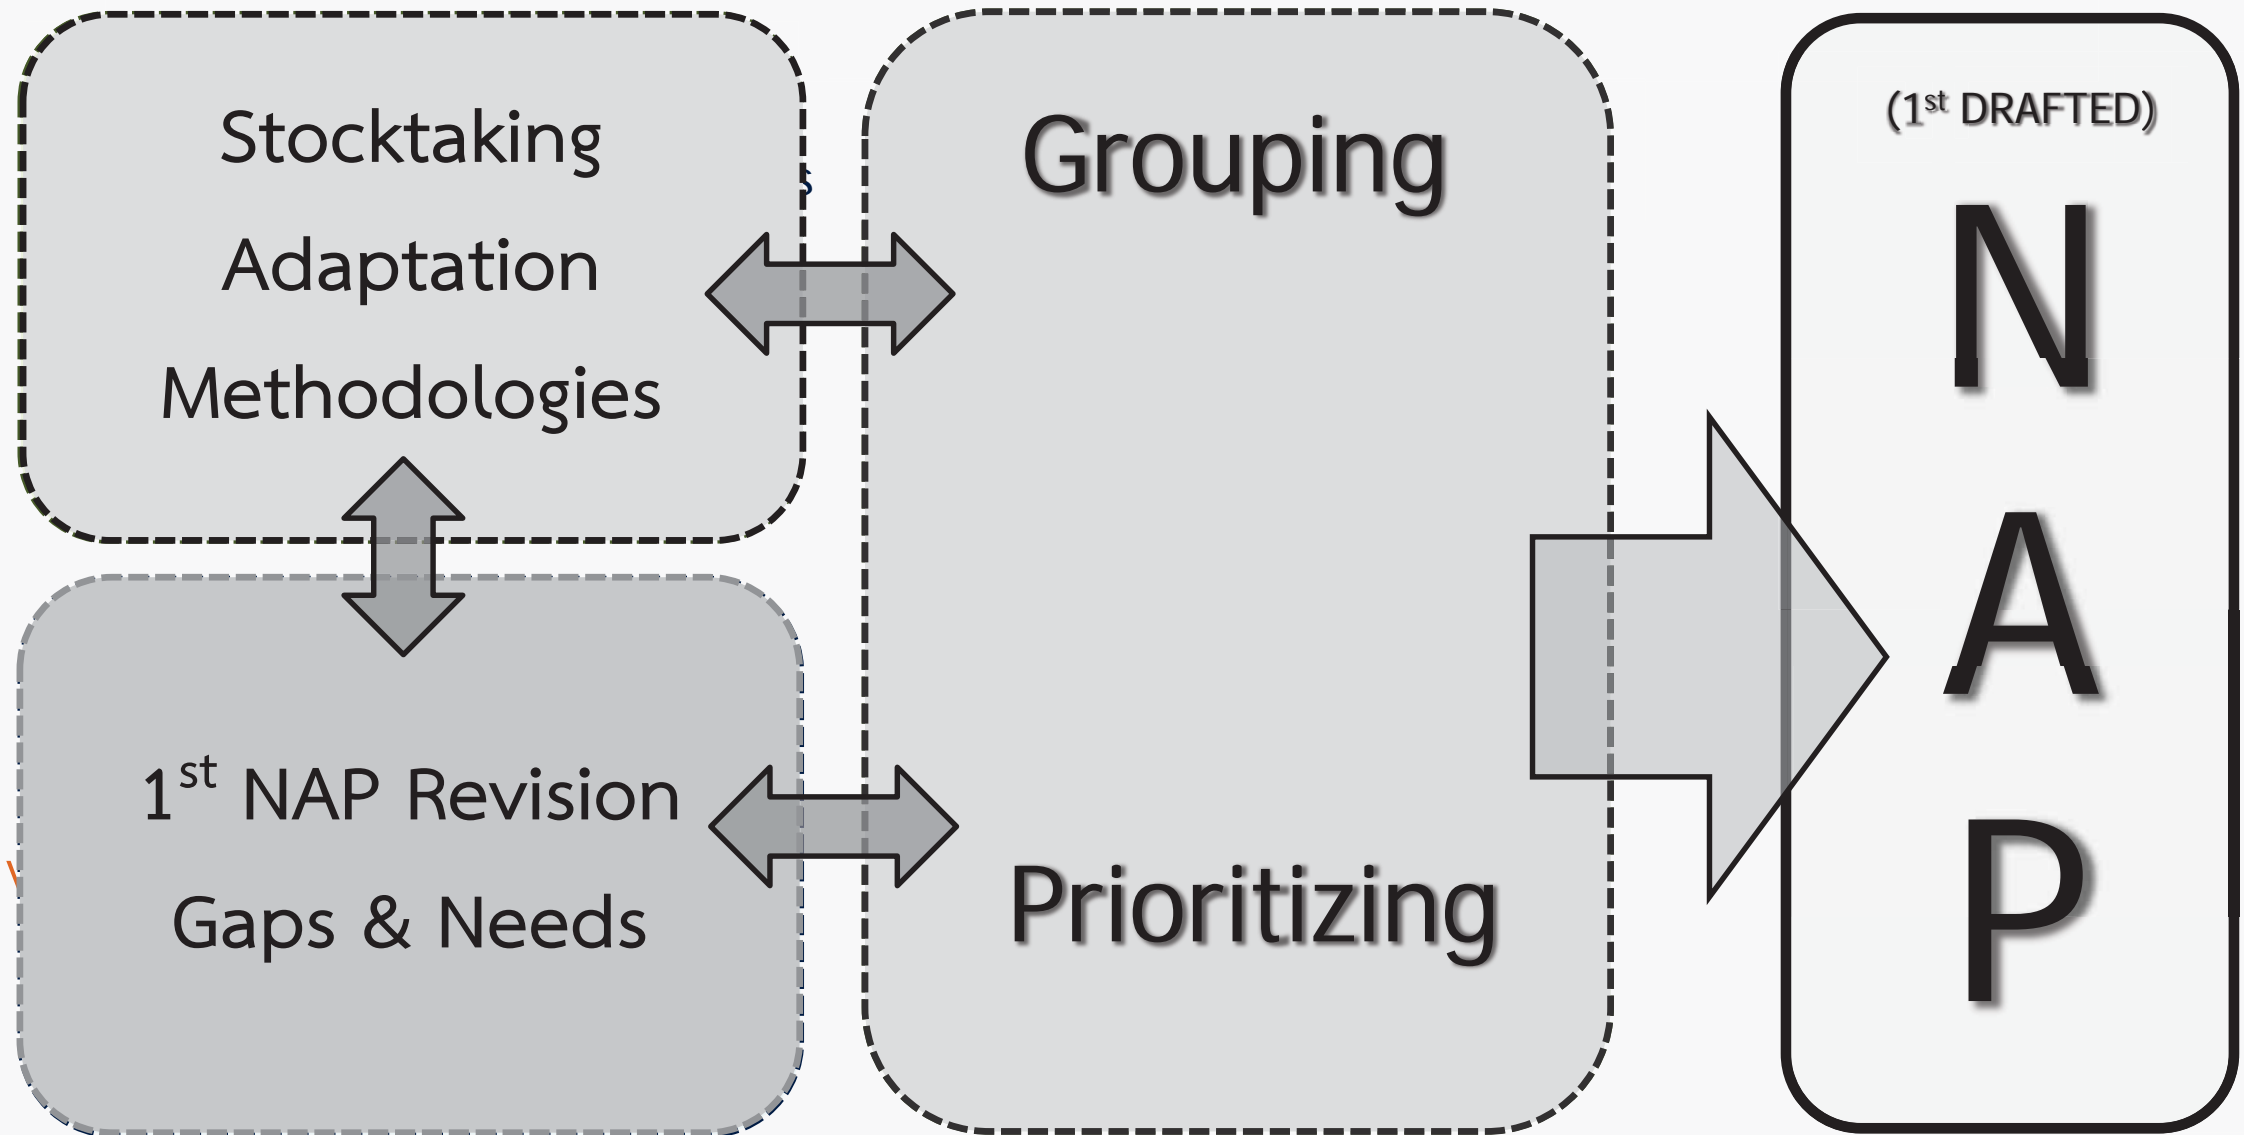 Stocktaking
Adaptation
Methodologies
1st NAP Revision
Gaps & Needs
Grouping
Prioritizing
(1st DRAFTED)
N
A
P